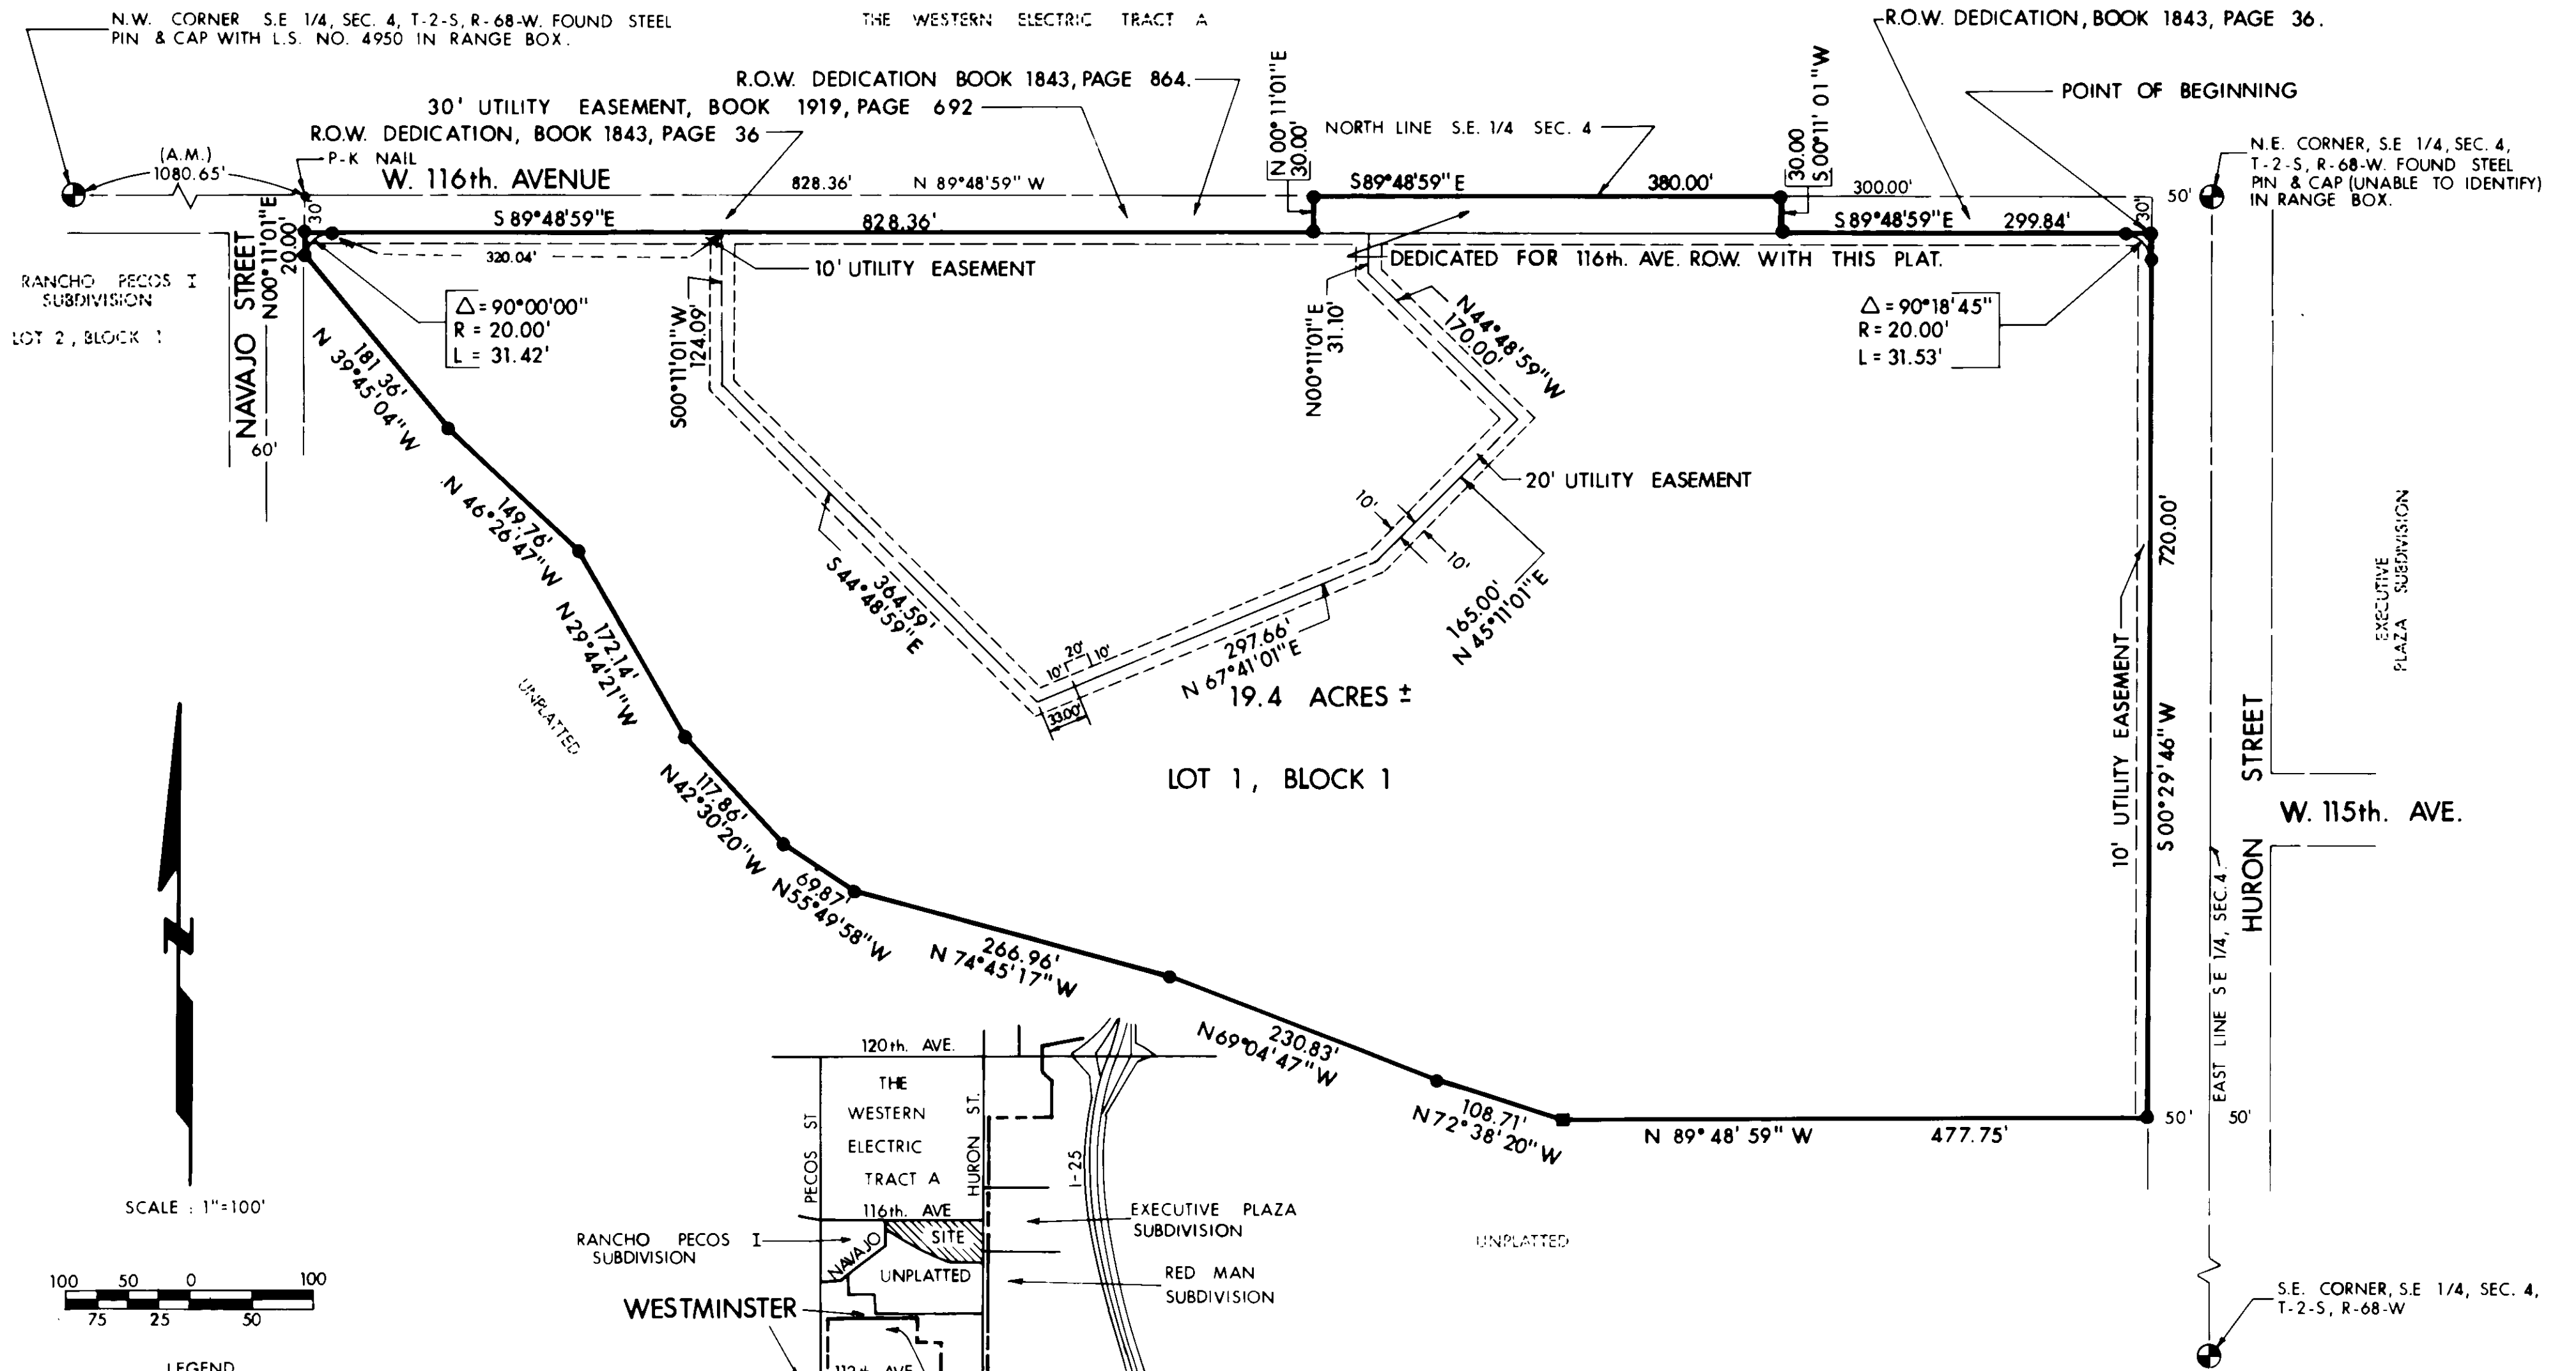 N.W. CORNER S.E 1/4, SEC. 4, T-2-S, R-68-W. FOUND STEEL
PIN & CAP WITH L.S. NO. 4950 IN RANGE BOX.
THE WESTERN ELECTRIC TRACT A
R.O.W. DEDICATION, BOOK 1843, PAGE 36.
R.O.W. DEDICATION BOOK 1843, PAGE 864.
30' UTILITY EASEMENT, BOOK 1919, PAGE 692
R.O.W. DEDICATION, BOOK 1843, PAGE 36
POINT OF BEGINNING
N 00°11'01"E
30.00'
NORTH LINE S.E. 1/4 SEC. 4
30.00
S.00°11'01"W
N.E. CORNER, S.E 1/4, SEC. 4,
T-2-S, R-68-W. FOUND STEEL
PIN & CAP (UNABLE TO IDENTIFY)
IN RANGE BOX.
(A.M.)
1080.65'
P-K NAIL
W. 116th. AVENUE
828.36' N 89°48'59" W
S89°48'59"E 380.00'
300.00'
50'
30'
30'
S 89°48'59"E 828.36'
S89°48'59"E 299.84'
N00°11'01"E
20.00'
320.04'
10' UTILITY EASEMENT
DEDICATED FOR 116th. AVE. R.O.W. WITH THIS PLAT.
RANCHO PECOS I
SUBDIVISION
LOT 2, BLOCK 1
NAVAJO STREET
60'
Δ = 90°00'00"
R = 20.00'
L = 31.42'
Δ = 90°18'45"
R = 20.00'
L = 31.53'
S00°11'01"W
124.09'
N00°11'01"E
31.10'
N44°48'59"W
170.00'
181 36'
N 39°45'04"W
149.76'
N 46°26'47"W
20' UTILITY EASEMENT
10'
10'
165.00'
N 45°11'01"E
364.59'
S44°48'59"E
297.66'
N 67°41'01"E
20'
10' 10'
33.00'
172.14'
N29°44'21"W
UNPLATTED
19.4 ACRES ±
LOT 1, BLOCK 1
117.86'
N42°30'20"W
69.87'
N55°49'58"W
266.96'
N 74°45'17"W
230.83'
N69°04'47"W
108.71'
N72°38'20"W
N 89°48'59"W 477.75'
720.00'
S 00°29'46"W
10' UTILITY EASEMENT
EXECUTIVE
PLAZA SUBDIVISION
HURON STREET
W. 115th. AVE.
EAST LINE S E 1/4, SEC. 4.
50' 50'
UNPLATTED
S.E. CORNER, S.E 1/4, SEC. 4,
T-2-S, R-68-W
N
SCALE : 1"=100'
100 50 0 100
75 25 50
LEGEND
120th. AVE.
THE
WESTERN
ELECTRIC
TRACT A
PECOS ST
HURON ST.
I-25
116th. AVE
SITE
EXECUTIVE PLAZA
SUBDIVISION
RANCHO PECOS I
SUBDIVISION
NAVAJO
UNPLATTED
RED MAN
SUBDIVISION
WESTMINSTER
112th AVE